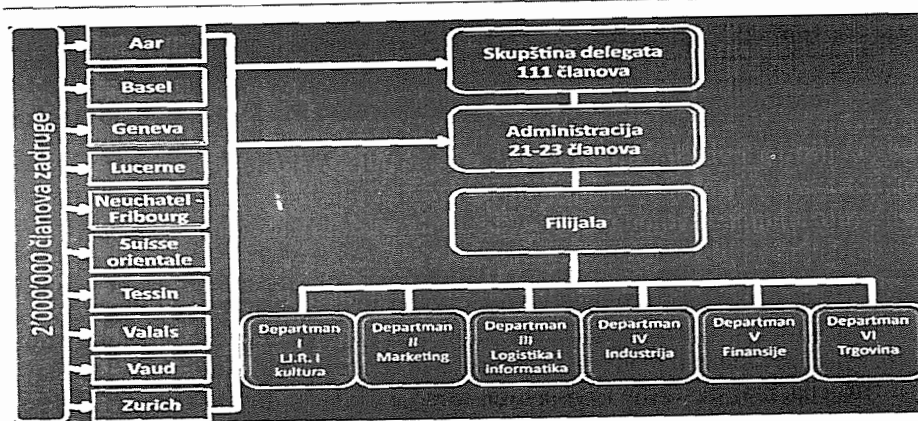 2'000'000 članova zadruge
Aar
Basel
Geneva
Lucerne
Neuchatel -
Fribourg
Suisse
orientale
Tessin
Valais
Vaud
Zurich
Skupština delegata
111 članova
Administracija
21-23 članova
Filijala
Departman
I
LJ.R. i
kultura
Departman
II
Marketing
Departman
III
Logistika i
informatika
Departman
IV
Industrija
Departman
V
Finansije
Departman
VI
Trgovina